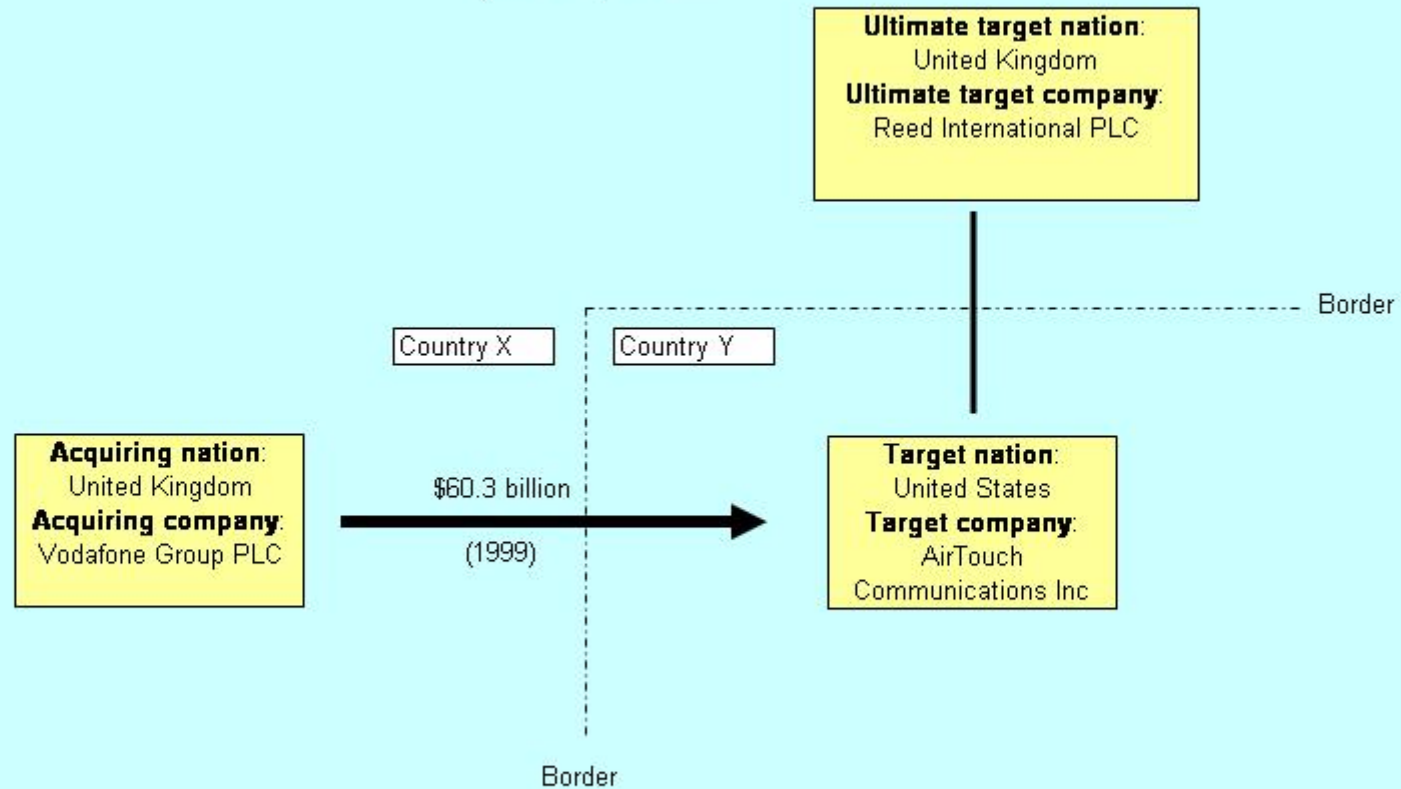 Ultimate target nation:
United Kingdom
Ultimate target company:
Reed International PLC
Border
Country X
Country Y
Acquiring nation:
United Kingdom
Acquiring company:
Vodafone Group PLC
$60.3 billion
(1999)
Target nation:
United States
Target company:
AirTouch
Communications Inc
Border